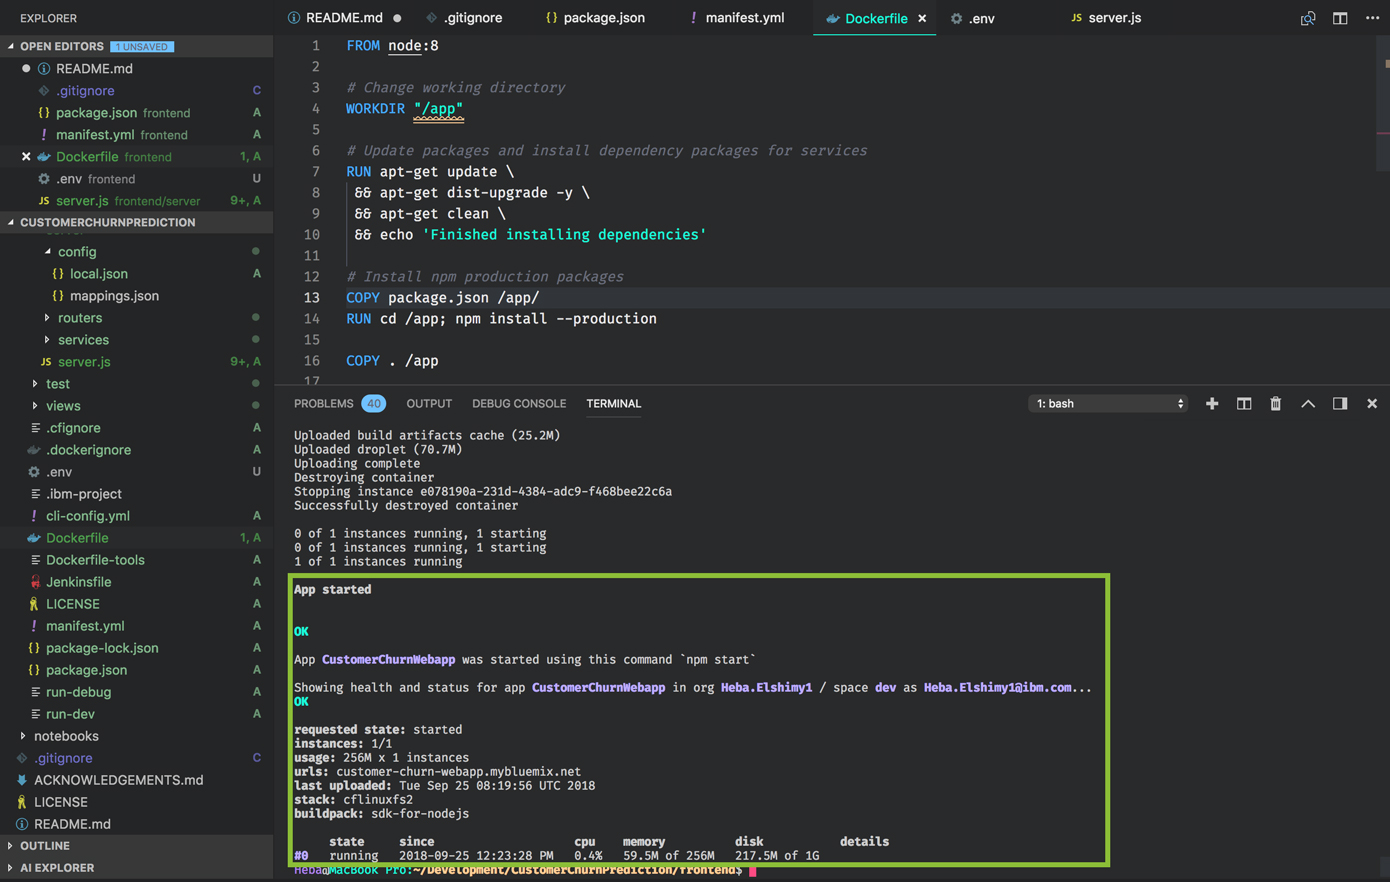 EXPLORER
OPEN EDITORS 1 UNSAVED
README.md
.gitignore C
package.json frontend A
manifest.yml frontend A
Dockerfile frontend 1, A
.env frontend U
JS server.js frontend/server 9+, A
CUSTOMERCHURNPREDICTION
config
{} local.json A
{} mappings.json
routers
services
JS server.js 9+, A
test
views
.cfignore A
.dockerignore A
.env U
.ibm-project
! cli-config.yml A
Dockerfile 1, A
Dockerfile-tools A
Jenkinsfile A
LICENSE A
! manifest.yml A
{} package-lock.json A
{} package.json A
run-debug A
run-dev A
notebooks
.gitignore C
ACKNOWLEDGEMENTS.md
LICENSE
README.md
OUTLINE
AI EXPLORER
README.md .gitignore {} package.json ! manifest.yml Dockerfile × .env JS server.js
1 FROM node:8
2
3 # Change working directory
4 WORKDIR "/app"
5
6 # Update packages and install dependency packages for services
7 RUN apt-get update \
8 && apt-get dist-upgrade -y \
9 && apt-get clean \
10 && echo 'Finished installing dependencies'
11
12 # Install npm production packages
13 COPY package.json /app/
14 RUN cd /app; npm install --production
15
16 COPY . /app
17
PROBLEMS 40 OUTPUT DEBUG CONSOLE TERMINAL 1: bash
Uploaded build artifacts cache (25.2M)
Uploaded droplet (70.7M)
Uploading complete
Destroying container
Stopping instance e078190a-231d-4384-adc9-f468bee22c6a
Successfully destroyed container
0 of 1 instances running, 1 starting
0 of 1 instances running, 1 starting
1 of 1 instances running
App started
OK
App CustomerChurnWebapp was started using this command `npm start`
Showing health and status for app CustomerChurnWebapp in org Heba.Elshimy1 / space dev as Heba.Elshimy1@ibm.com...
OK
requested state: started
instances: 1/1
usage: 256M x 1 instances
urls: customer-churn-webapp.mybluemix.net
last uploaded: Tue Sep 25 08:19:56 UTC 2018
stack: cflinuxfs2
buildpack: sdk-for-nodejs
state since cpu memory disk details
#0 running 2018-09-25 12:23:28 PM 0.4% 59.5M of 256M 217.5M of 1G
Heba@MacBook Pro:~/Development/CustomerChurnPrediction/frontend$